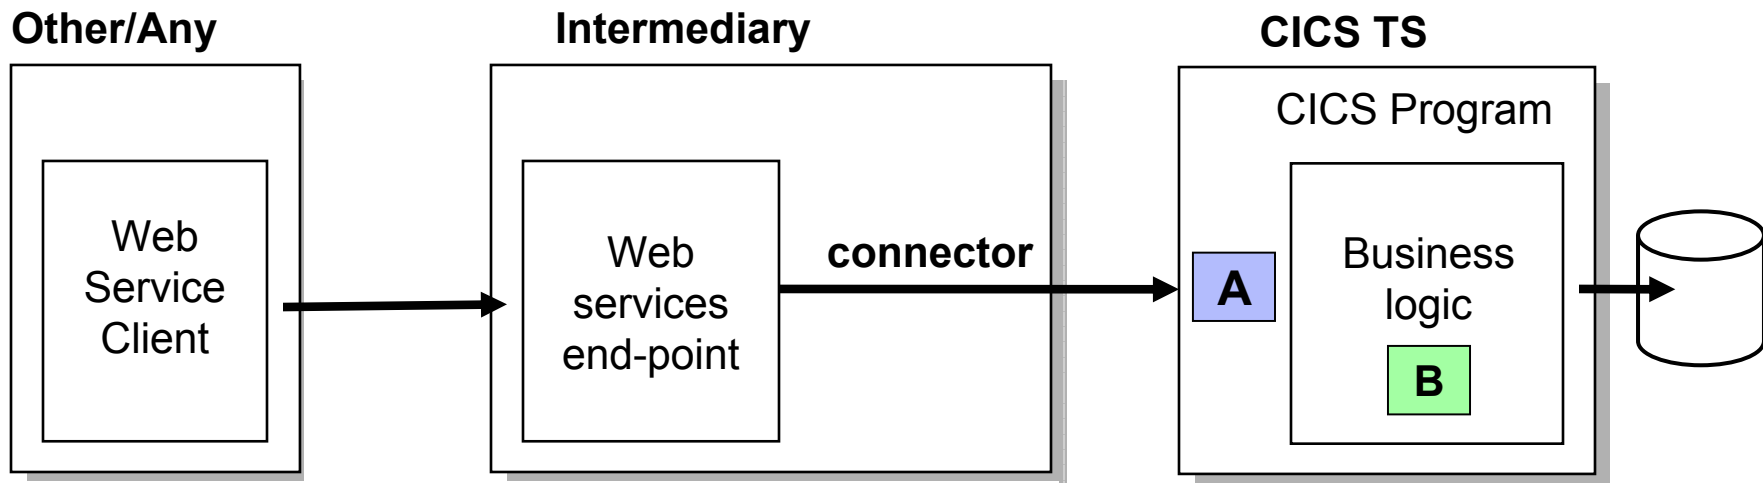 Other/Any
Intermediary
CICS TS
CICS Program
Web
Service
Client
Web
services
end-point
connector
A
Business
logic
B